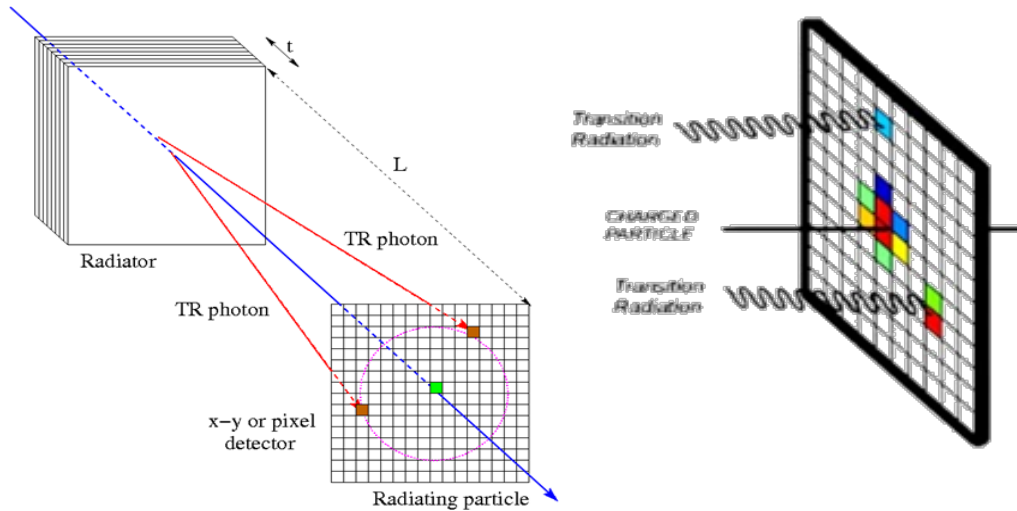 t
L
Radiator
TR photon
TR photon
x-y or pixel
detector
Radiating particle
Transition
Radiation
CHARGED
PARTICLE
Transition
Radiation